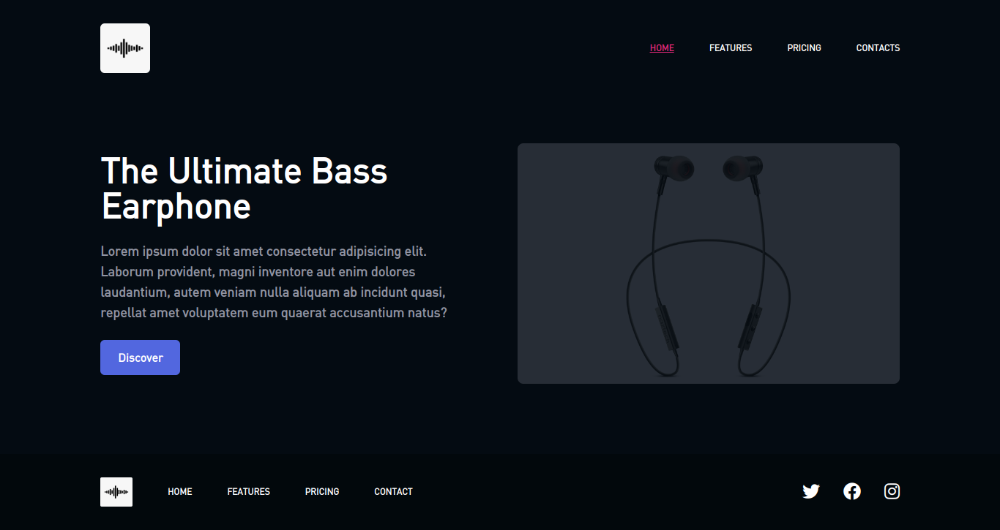 HOME FEATURES PRICING CONTACTS
The Ultimate Bass
Earphone
Lorem ipsum dolor sit amet consectetur adipisicing elit.
Laborum provident, magni inventore aut enim dolores
laudantium, autem veniam nulla aliquam ab incidunt quasi,
repellat amet voluptatem eum quaerat accusantium natus?
Discover
HOME FEATURES PRICING CONTACT